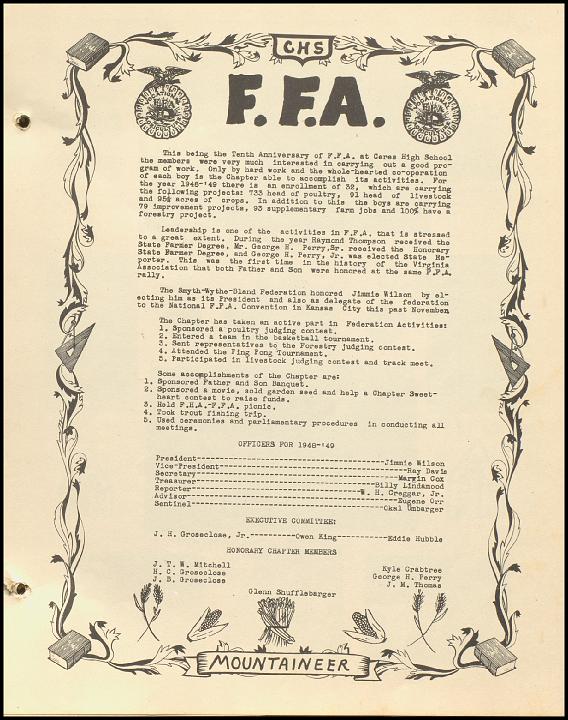 CHS
F.F.A.
This being the Tenth Anniversary of F.F.A. at Ceres High School
the members were very much interested in carrying out a good pro-
gram of work. Only by hard work and the whole-hearted co-operation
of each boy is the Chapter able to accomplish its activities. For
the year 1948-'49 there is an enrollment of 32, which are carrying
the following projects: 733 head of poultry, 91 head of livestock
and 95½ acres of crops. In addition to this the boys are carrying
79 improvement projects, 93 supplementary farm jobs and 100% have a
forestry project.
Leadership is one of the activities in F.F.A. that is stressed
to a great extent. During the year Raymond Thompson received the
State Farmer Degree, Mr. George H. Perry,Sr. received the Honorary
State Farmer Degree, and George H. Perry, Jr. was elected State Re-
porter. This was the first time in the history of the Virginia
Association that both Father and Son were honored at the same F.F.A.
rally.
The Smyth-Wythe-Bland Federation honored Jimmie Wilson by el-
ecting him as its President and also as delegate of the federation
to the National F.F.A. Convention in Kansas City this past November.
The Chapter has taken an active part in Federation Activities:
1. Sponsored a poultry judging contest.
2. Entered a team in the basketball tournament.
3. Sent representatives to the Forestry judging contest.
4. Attended the Ping Pong Tournament.
5. Participated in livestock judging contest and track meet.
Some accomplishments of the Chapter are:
1. Sponsored Father and Son Banquet.
2. Sponsored a movie, sold garden seed and help a Chapter Sweet-
heart contest to raise funds.
3. Held F.H.A.-F.F.A. picnic.
4. Took trout fishing trip.
5. Used ceremonies and parliamentary procedures in conducting all
meetings.
OFFICERS FOR 1948-'49
President---Jimmie Wilson
Vice-President---Ray Davis
Secretary---Marvin Cox
Treasurer---Billy Lindamood
Reporter---W. H. Creggar, Jr.
Advisor---Eugene Orr
Sentinel---Okal Umbarger
EXECUTIVE COMMITTEE:
J. H. Groseclose, Jr.----------Owen King-----------Eddie Hubble
HONORARY CHAPTER MEMBERS
J. T. W. Mitchell Kyle Crabtree
H. C. Groseclose George H. Perry
J. B. Groseclose J. M. Thomas
Glenn Shufflebarger
MOUNTAINEER